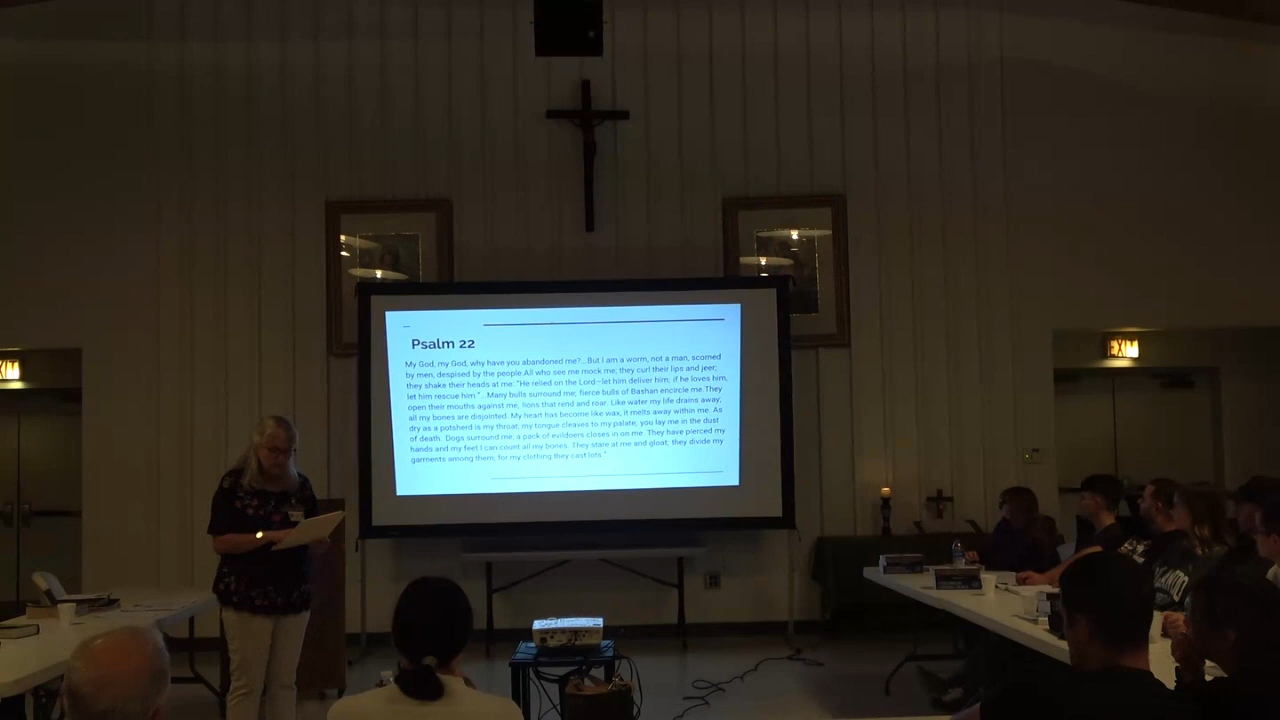 Psalm 22
My God, my God, why have you abandoned me?...But I am a worm, not a man, scorned
by men, despised by the people.All who see me mock me; they curl their lips and jeer;
they shake their heads at me: "He relied on the Lord—let him deliver him; if he loves him,
let him rescue him."...Many bulls surround me; fierce bulls of Bashan encircle me.They
open their mouths against me, lions that rend and roar. Like water my life drains away;
all my bones are disjointed. My heart has become like wax, it melts away within me. As
dry as a potsherd is my throat; my tongue cleaves to my palate; you lay me in the dust
of death. Dogs surround me; a pack of evildoers closes in on me. They have pierced my
hands and my feet I can count all my bones. They stare at me and gloat; they divide my
garments among them; for my clothing they cast lots."